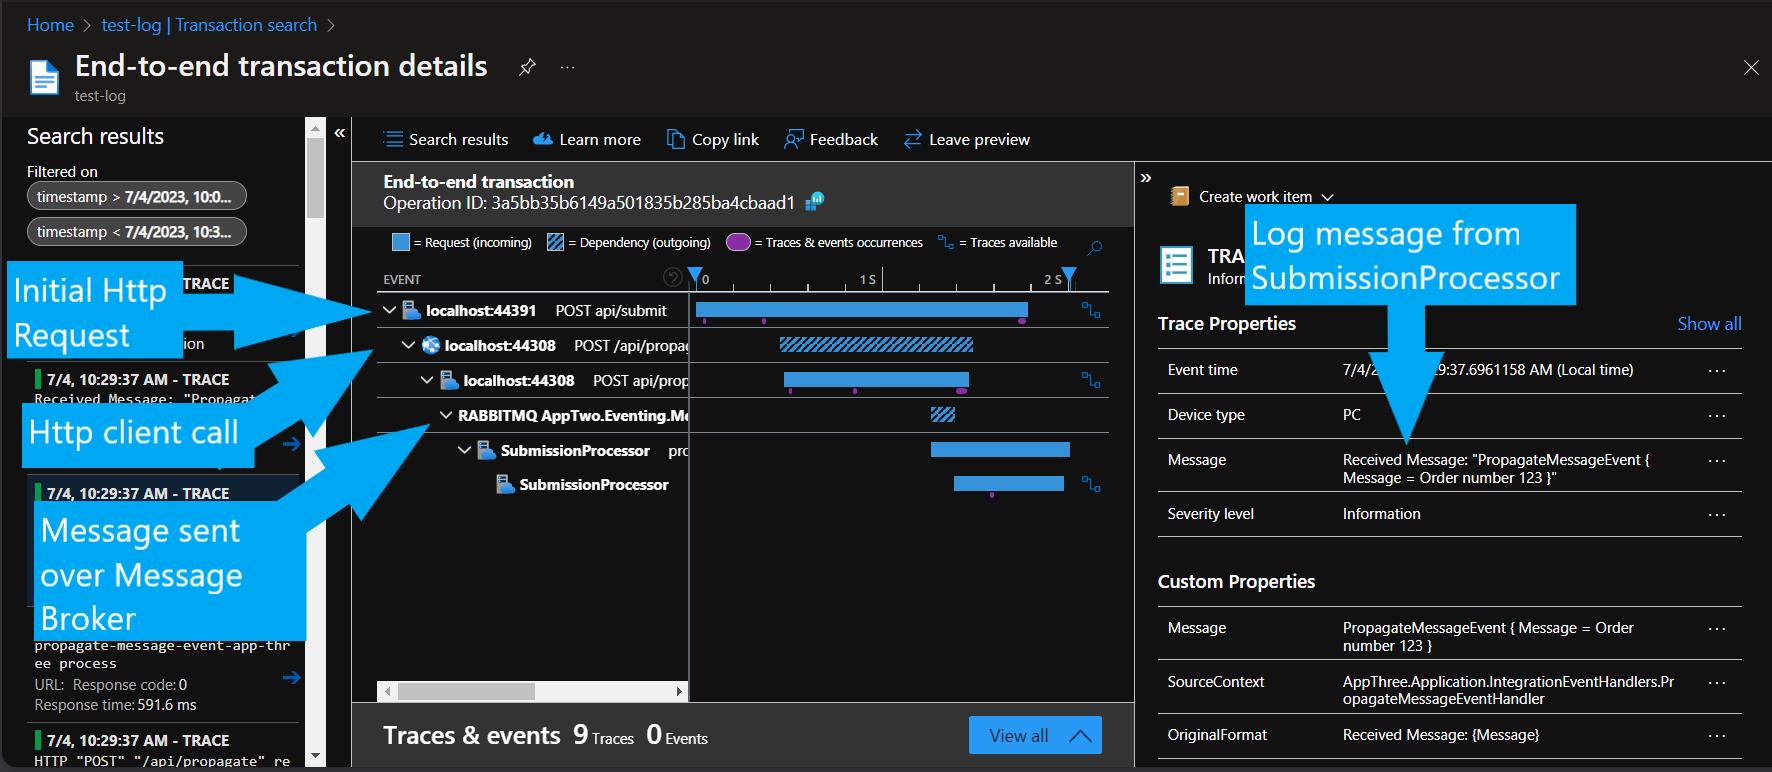 Home > test-log | Transaction search >
End-to-end transaction details ...
test-log
Search results
Filtered on
timestamp > 7/4/2023, 10:0...
timestamp < 7/4/2023, 10:3...
TRACE
Initial Http
Request
7/4, 10:29:37 AM - TRACE
Received Message: "Propagat
Http client call
7/4, 10:29:37 AM - TRACE
Message sent
over Message
Broker
propagate-message-event-app-thr
ee process
URL: Response code: 0
Response time: 591.6 ms
7/4, 10:29:37 AM - TRACE
HTTP "POST" "/api/propagate" re
«
Search results
Learn more
Copy link
Feedback
Leave preview
End-to-end transaction
Operation ID: 3a5bb35b6149a501835b285ba4cbaad1
= Request (incoming)
= Dependency (outgoing)
= Traces & events occurrences
= Traces available
EVENT
0
1 S
2 S
localhost:44391 POST api/submit
localhost:44308 POST /api/propa
localhost:44308 POST api/prop
RABBITMQ AppTwo.Eventing.Me
SubmissionProcessor pro
SubmissionProcessor
Traces & events 9 Traces 0 Events
View all
»
Create work item
Log message from
SubmissionProcessor
TRA
Inform
Trace Properties
Show all
Event time 7/4/2 9:37.6961158 AM (Local time) ...
Device type PC ...
Message Received Message: "PropagateMessageEvent { ...
Message = Order number 123 }"
Severity level Information ...
Custom Properties
Message PropagateMessageEvent { Message = Order ...
number 123 }
SourceContext AppThree.Application.IntegrationEventHandlers.Pr ...
opagateMessageEventHandler
OriginalFormat Received Message: {Message} ...